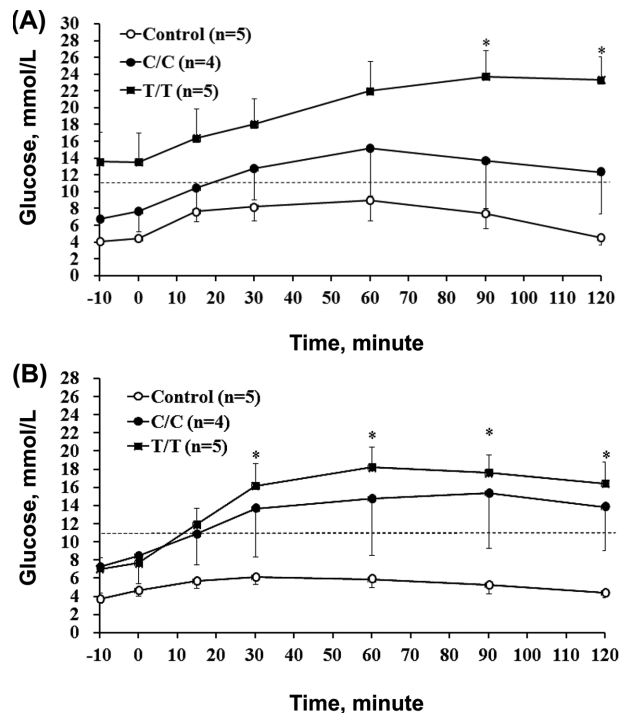 (A)
30
28
26
24
22
20
18
16
14
12
10
8
6
4
2
0
Glucose, mmol/L
Control (n=5)
C/C (n=4)
T/T (n=5)
* *
-10 0 10 20 30 40 50 60 70 80 90 100 110 120
Time, minute
(B)
28
26
24
22
20
18
16
14
12
10
8
6
4
2
0
Glucose, mmol/L
Control (n=5)
C/C (n=4)
T/T (n=5)
* * * *
-10 0 10 20 30 40 50 60 70 80 90 100 110 120
Time, minute